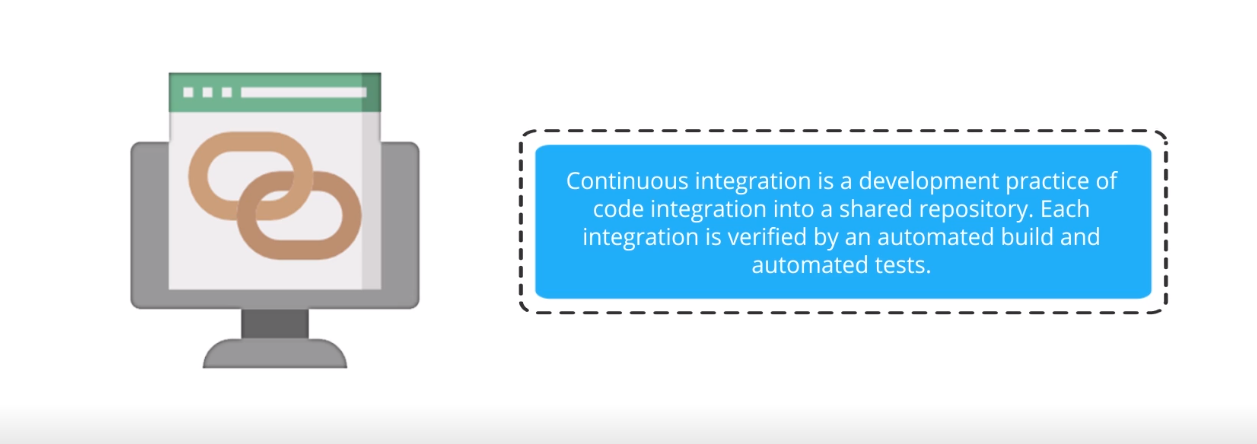 Continuous integration is a development practice of
code integration into a shared repository. Each
integration is verified by an automated build and
automated tests.